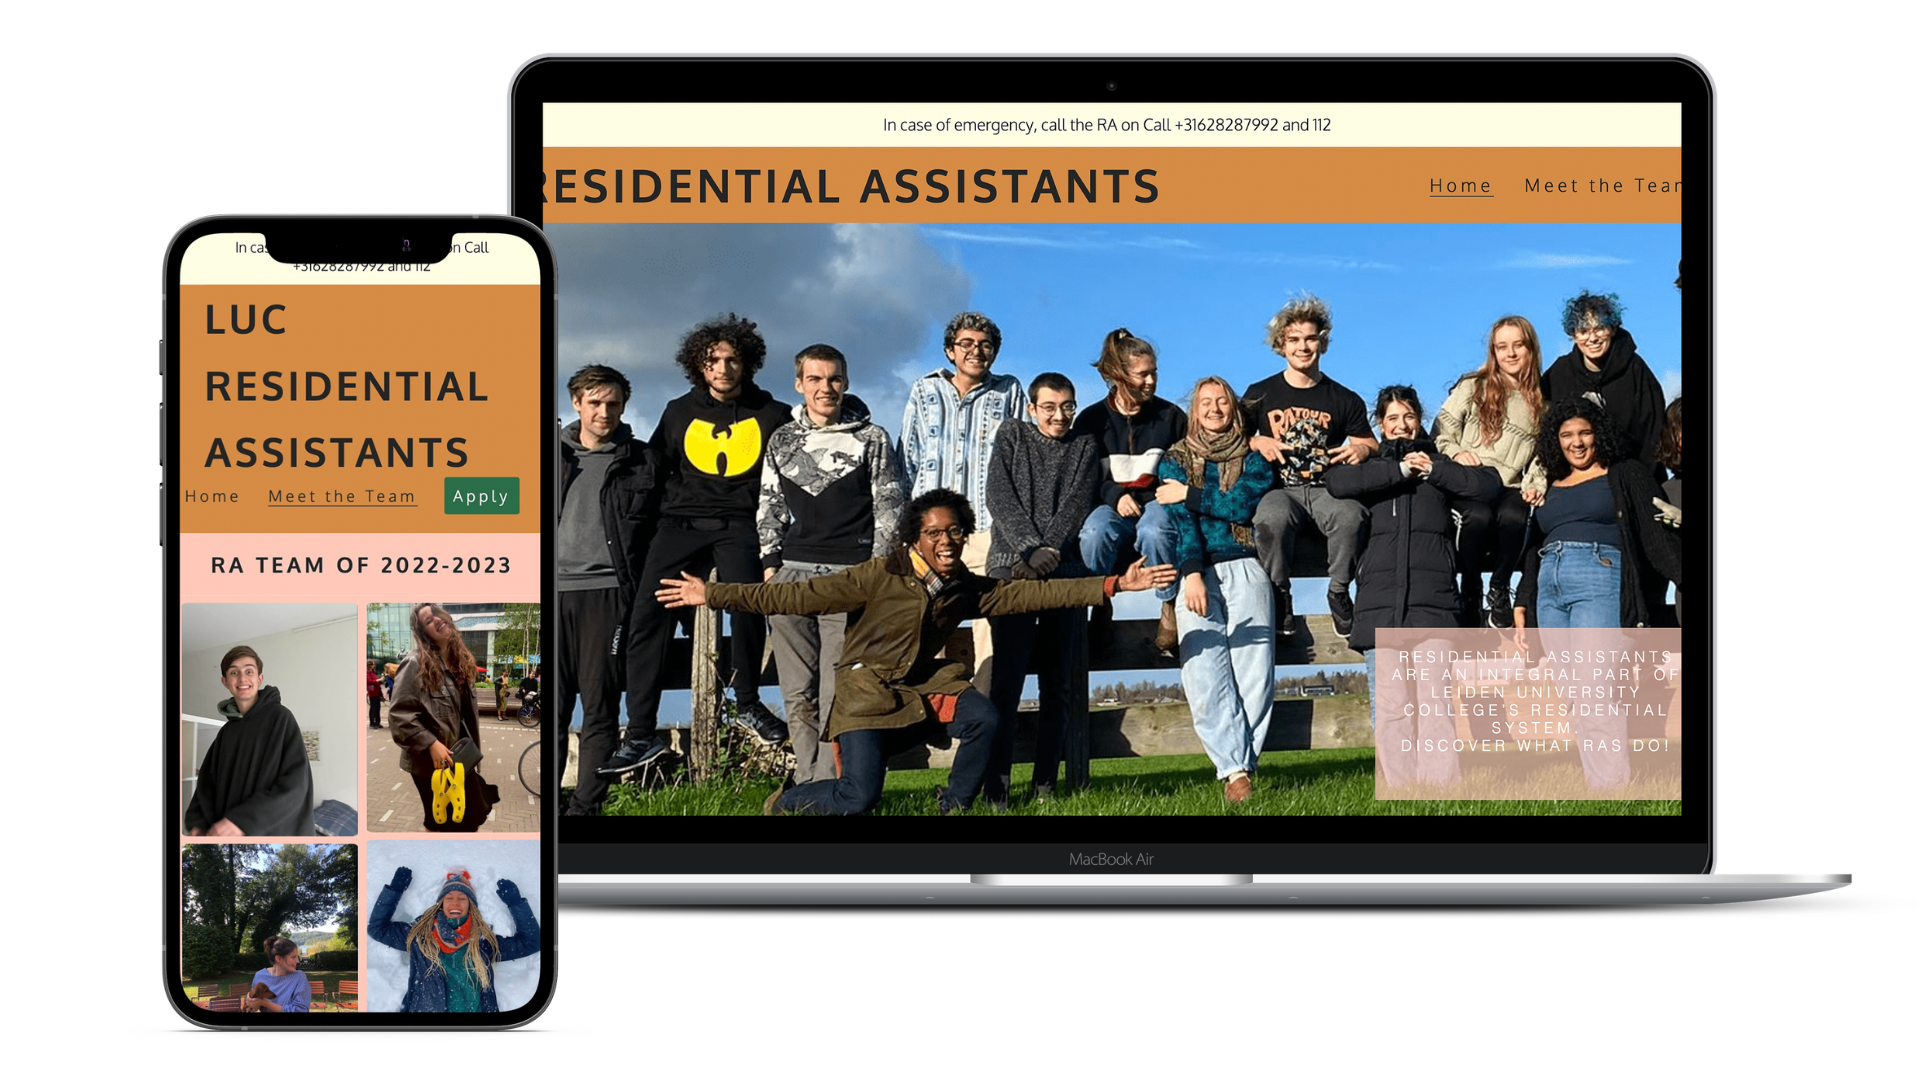 In case of emergency, call the RA on Call +31628287992 and 112
RESIDENTIAL ASSISTANTS
Home Meet the Team
RESIDENTIAL ASSISTANTS
ARE AN INTEGRAL PART OF
LEIDEN UNIVERSITY
COLLEGE'S RESIDENTIAL
SYSTEM.
DISCOVER WHAT RAS DO!
MacBook Air
In cas on Call
+31628287992 and 112
LUC
RESIDENTIAL
ASSISTANTS
Home Meet the Team Apply
RA TEAM OF 2022-2023